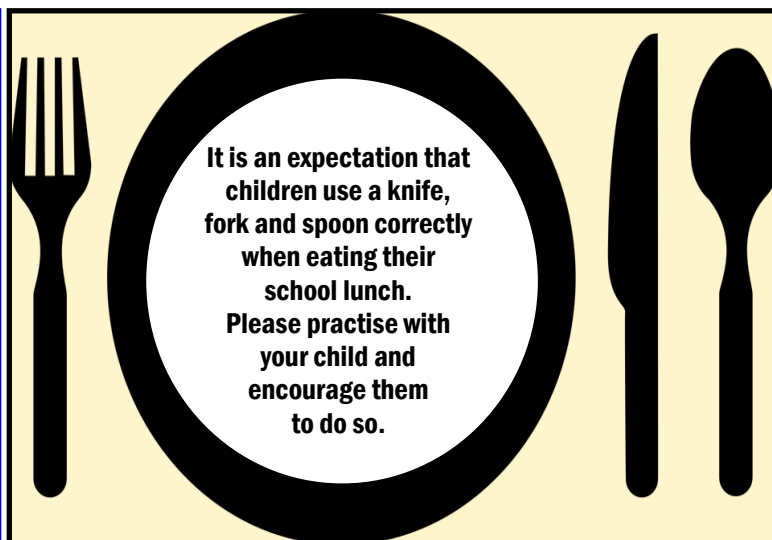 It is an expectation that
children use a knife,
fork and spoon correctly
when eating their
school lunch.
Please practise with
your child and
encourage them
to do so.